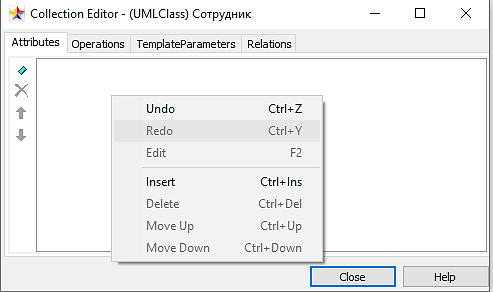 Collection Editor - (UMLClass) Сотрудник
Attributes Operations TemplateParameters Relations
Undo Ctrl+Z
Redo Ctrl+Y
Edit F2
Insert Ctrl+Ins
Delete Ctrl+Del
Move Up Ctrl+Up
Move Down Ctrl+Down
Close Help